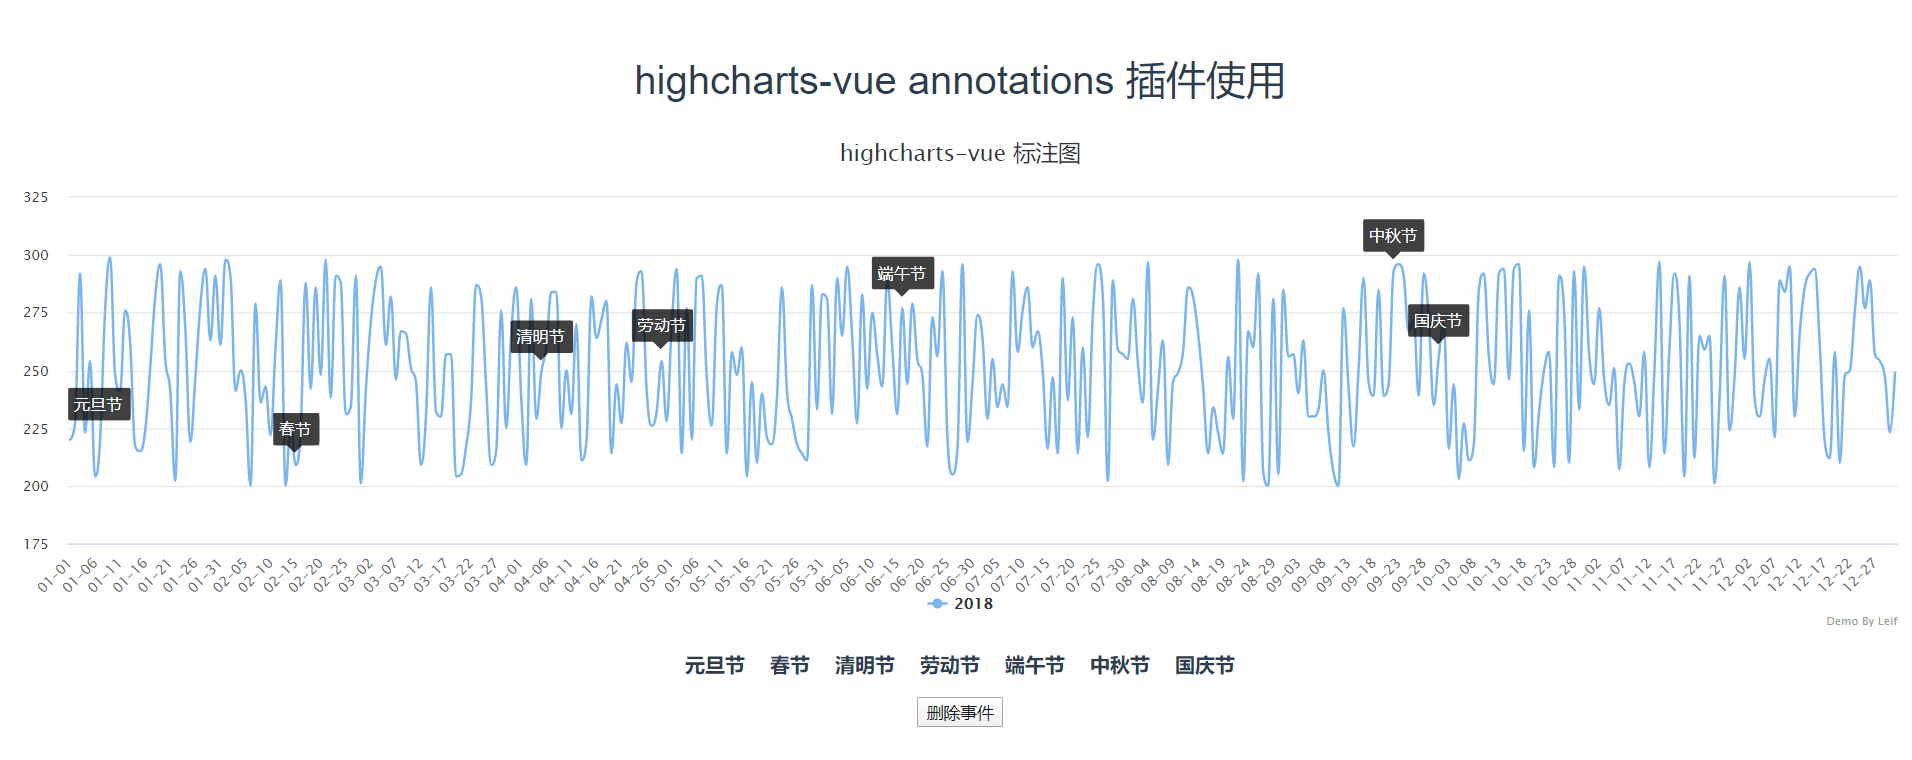 highcharts-vue annotations 插件使用
highcharts-vue 标注图
325
300
275
250
225
200
175
元旦节
春节
清明节
劳动节
端午节
中秋节
国庆节
01-01 01-06 01-11 01-16 01-21 01-26 01-31 02-05 02-10 02-15 02-20 02-25 03-02 03-07 03-12 03-17 03-22 03-27 04-01 04-06 04-11 04-16 04-21 04-26 05-01 05-06 05-11 05-16 05-21 05-26 05-31 06-05 06-10 06-15 06-20 06-25 06-30 07-05 07-10 07-15 07-20 07-25 07-30 08-04 08-09 08-14 08-19 08-24 08-29 09-03 09-08 09-13 09-18 09-23 09-28 10-03 10-08 10-13 10-18 10-23 10-28 11-02 11-07 11-12 11-17 11-22 11-27 12-02 12-07 12-12 12-17 12-22 12-27
2018
Demo By Leif
元旦节 春节 清明节 劳动节 端午节 中秋节 国庆节
删除事件